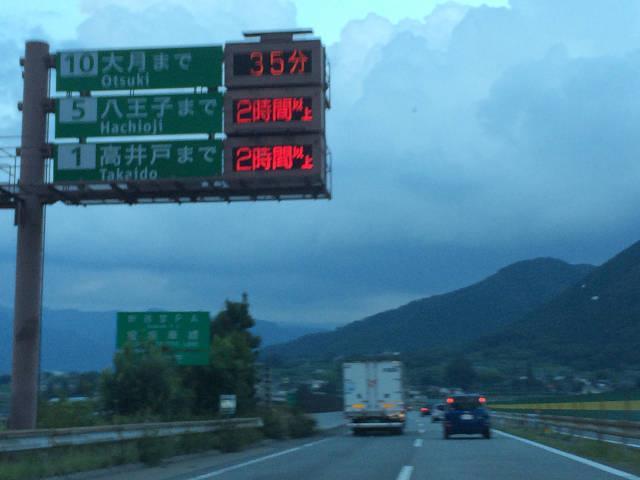 10 大月まで 35分
Otsuki
5 八王子まで 2時間以上
Hachioji
1 高井戸まで 2時間以上
Takaido